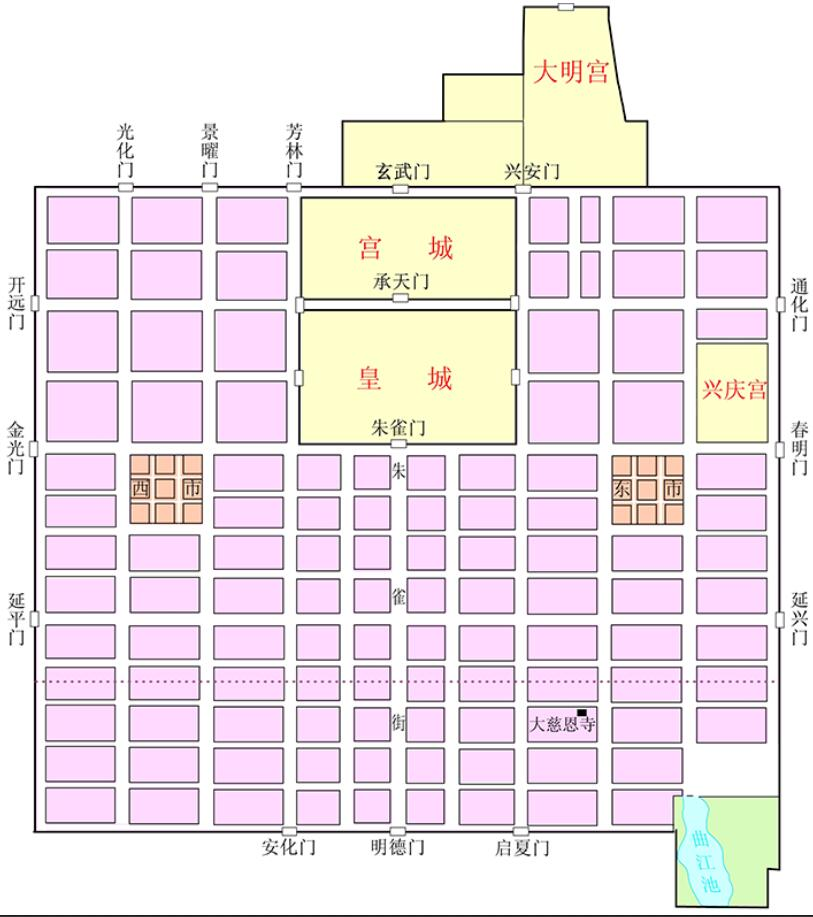 大明宫
光化门
景曜门
芳林门
玄武门
兴安门
宫 城
承天门
开远门
通化门
皇 城
兴庆宫
朱雀门
金光门
春明门
朱
西 市
东 市
雀
延平门
延兴门
街
大慈恩寺
安化门
明德门
启夏门
曲江池